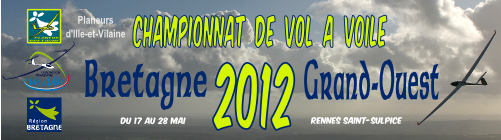 Planeurs
d'Ille-et-Vilaine
CHAMPIONNAT DE VOL A VOILE
Bretagne 2012 Grand-Ouest
DU 17 AU 28 MAI
RENNES SAINT-SULPICE
Région
BRETAGNE